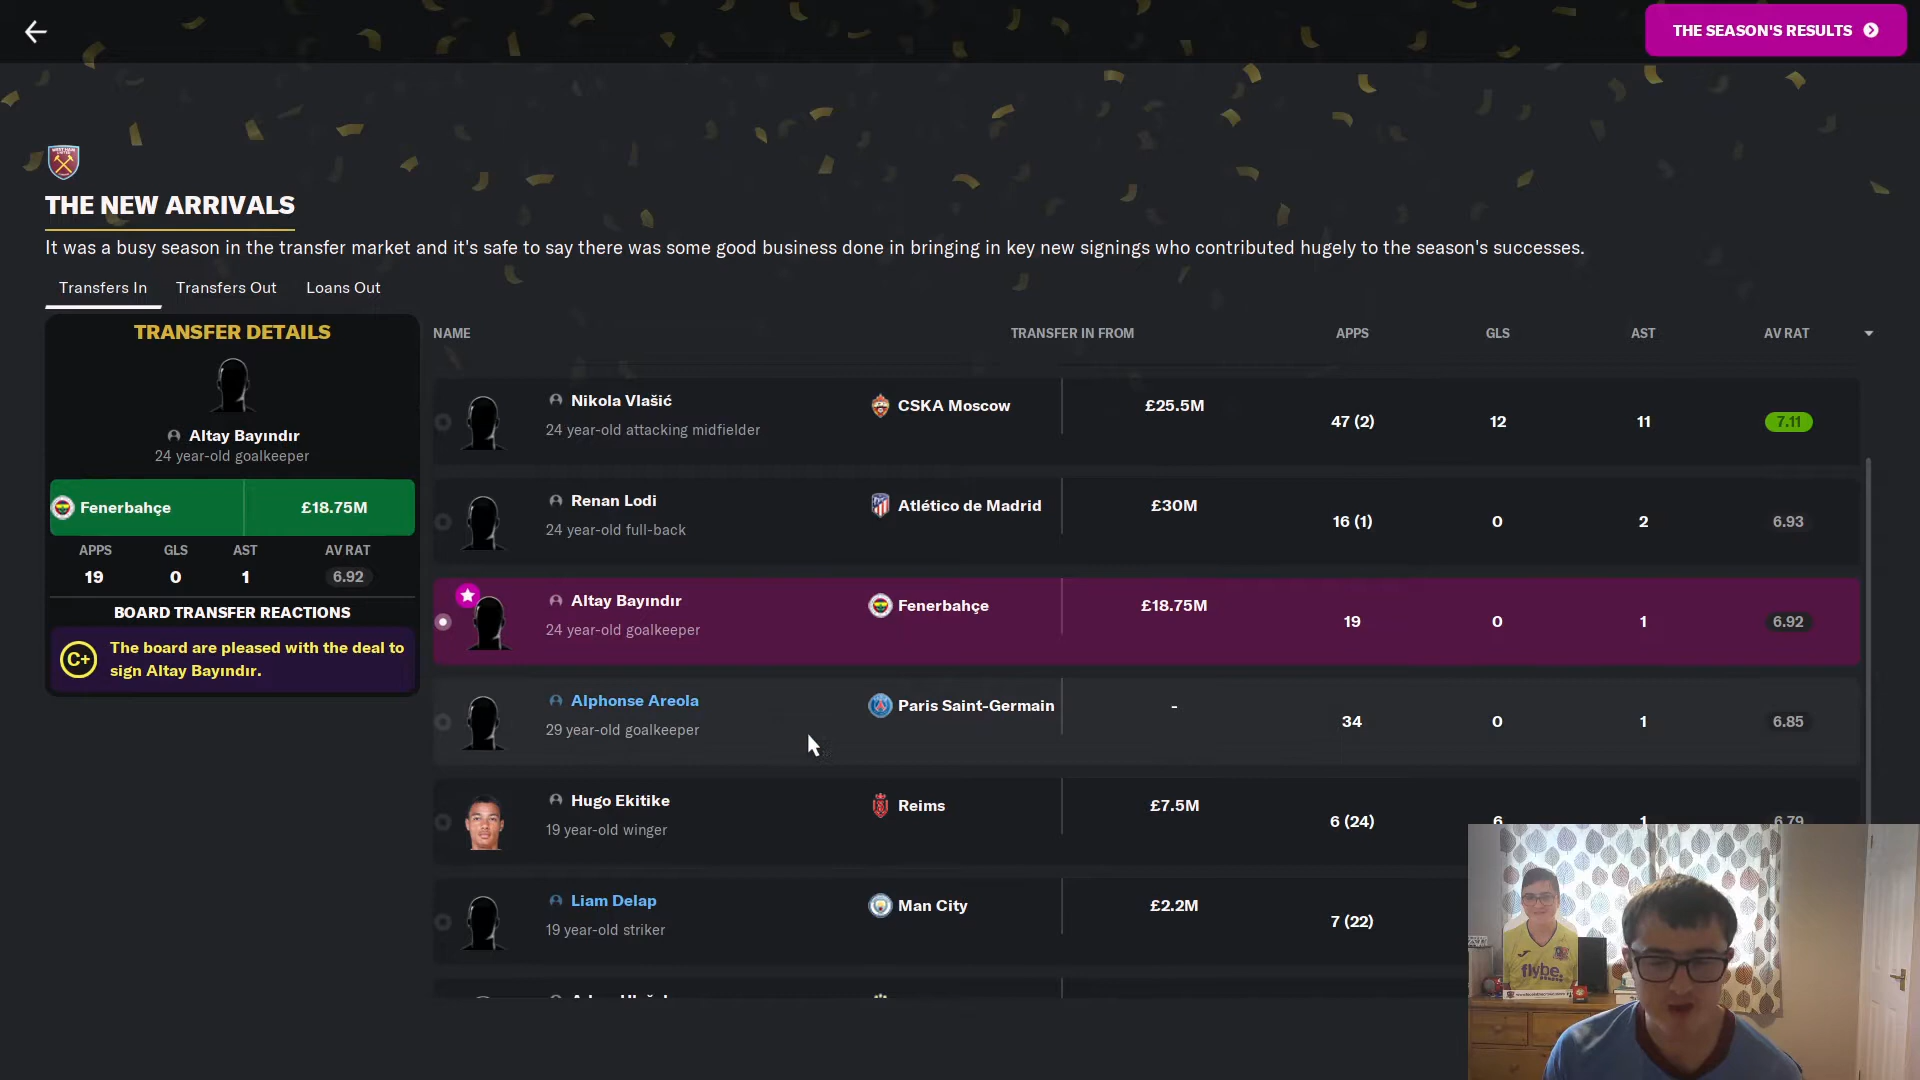 THE SEASON'S RESULTS
THE NEW ARRIVALS
It was a busy season in the transfer market and it's safe to say there was some good business done in bringing in key new signings who contributed hugely to the season's successes.
Transfers In Transfers Out Loans Out
TRANSFER DETAILS
Altay Bayındır
24 year-old goalkeeper
Fenerbahçe £18.75M
APPS GLS AST AV RAT
19 0 1 6.92
BOARD TRANSFER REACTIONS
C+ The board are pleased with the deal to
sign Altay Bayındır.
NAME TRANSFER IN FROM APPS GLS AST AV RAT
Nikola Vlašić CSKA Moscow £25.5M 47 (2) 12 11 7.11
24 year-old attacking midfielder
Renan Lodi Atlético de Madrid £30M 16 (1) 0 2 6.93
24 year-old full-back
Altay Bayındır Fenerbahçe £18.75M 19 0 1 6.92
24 year-old goalkeeper
Alphonse Areola Paris Saint-Germain - 34 0 1 6.85
29 year-old goalkeeper
Hugo Ekitike Reims £7.5M 6 (24) 6 1 6.79
19 year-old winger
Liam Delap Man City £2.2M 7 (22)
19 year-old striker
flybe.